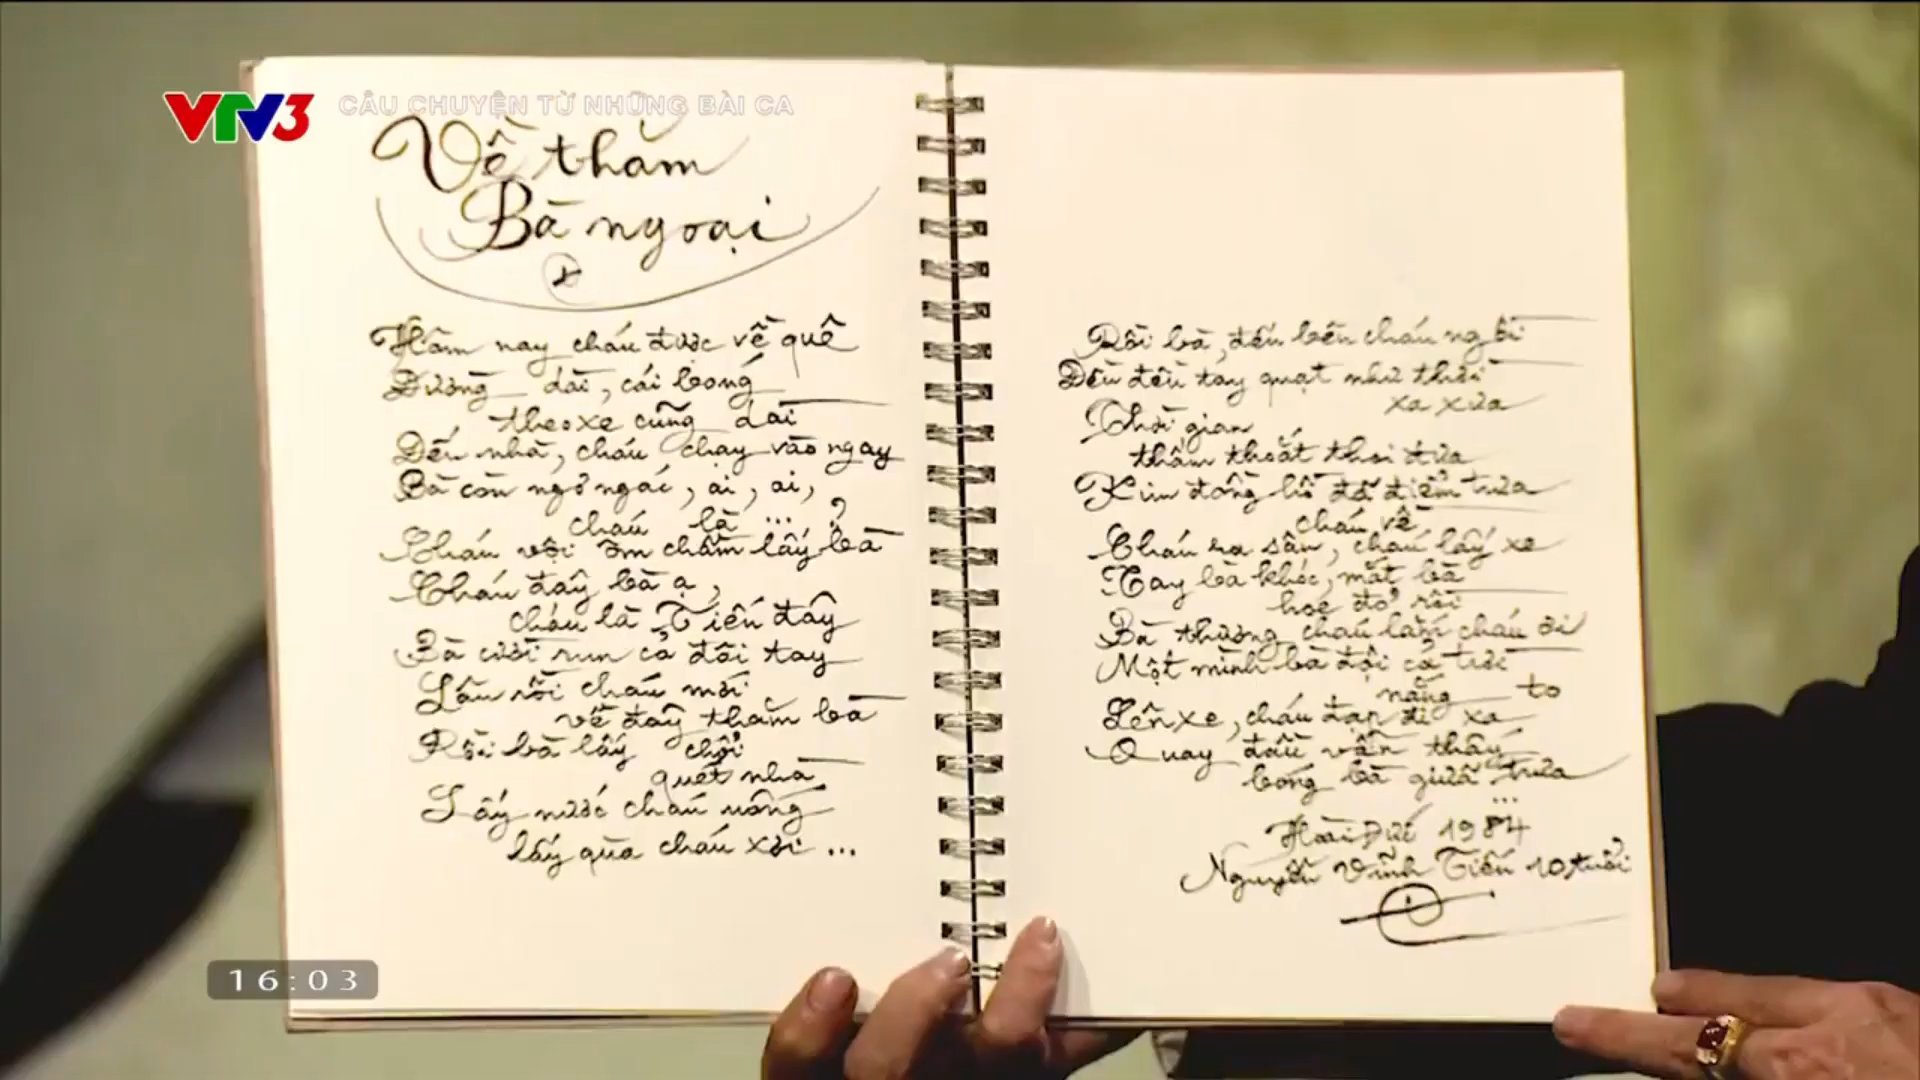 VTV3
CÂU CHUYỆN TỪ NHỮNG BÀI CA
Về thăm
Bà ngoại
Hôm nay cháu được về quê
Đường dài, cái bóng
theo xe cũng dài
Đến nhà, cháu chạy vào ngay
Bà còn ngơ ngác, ai, ai,
cháu là ... ?
Cháu vội ôm chầm lấy bà
Cháu đây bà ạ,
cháu là Tiến đây
Bà cười run cả đôi tay
Lâu rồi cháu mới
về đây thăm bà
Rồi bà lấy chổi
quét nhà
Lấy nước cháu uống
lấy qùa cháu xơi ...
Rồi bà, đến bên cháu ngồi
Đều đều tay quạt như thời
xa xưa
Thời gian
thấm thoắt thoi đưa
Kim đồng hồ đã điểm trưa
cháu về
Cháu ra sân, cháu lấy xe
Tay bà khóc, mắt bà
hoe đỏ rồi
Bà thương cháu lắm cháu ơi
Một mình bà đội cả trời
nắng to
Lên xe, cháu đạp đi xa
Quay đầu vẫn thấy
bóng bà giữa trưa
...
Hoài Đức 1984
Nguyễn Vĩnh Tiến 10 tuổi
16:03